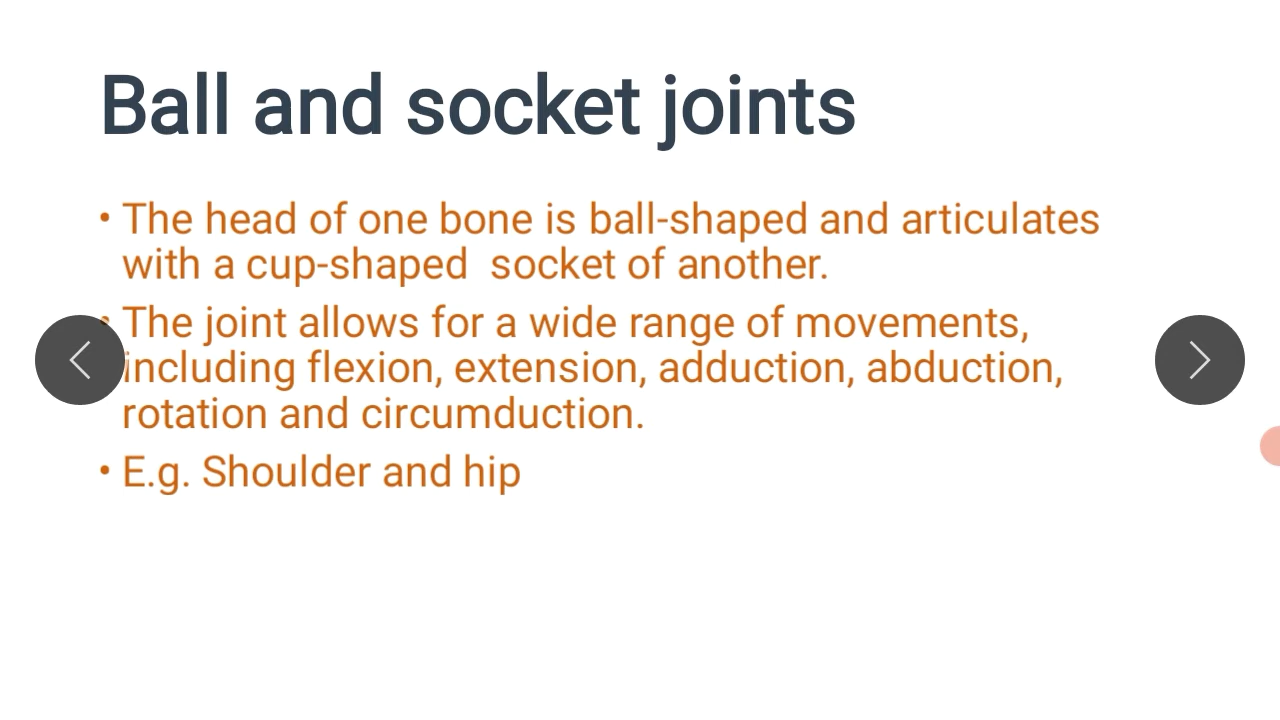 Ball and socket joints
• The head of one bone is ball-shaped and articulates
with a cup-shaped  socket of another.
• The joint allows for a wide range of movements,
including flexion, extension, adduction, abduction,
rotation and circumduction.
• E.g. Shoulder and hip